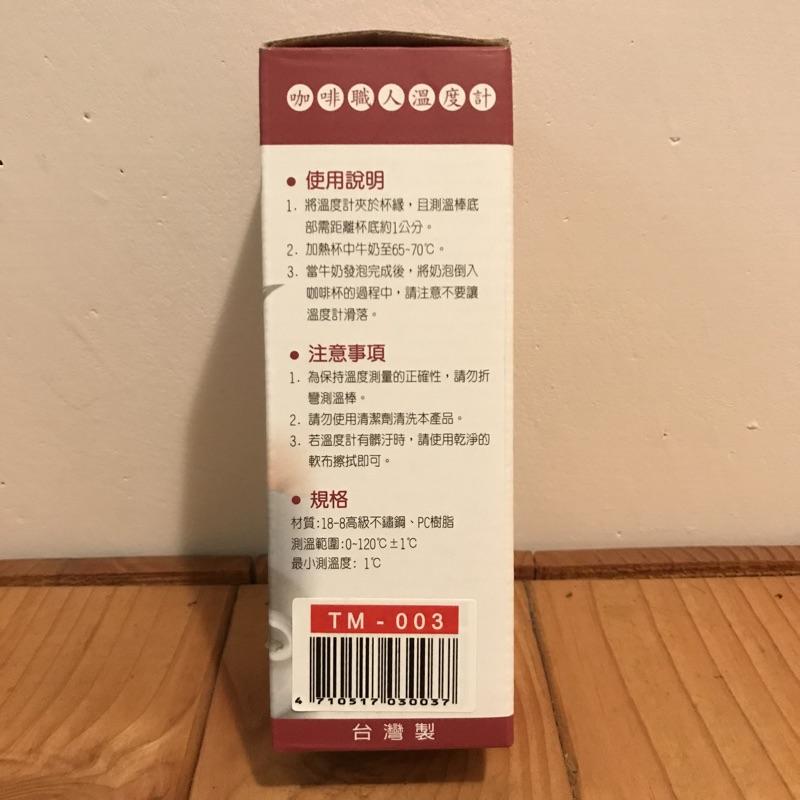 咖啡職人溫度計
● 使用說明
1. 將溫度計夾於杯緣，且測溫棒底
部需距離杯底約1公分。
2. 加熱杯中牛奶至65~70℃。
3. 當牛奶發泡完成後，將奶泡倒入
咖啡杯的過程中，請注意不要讓
溫度計滑落。
● 注意事項
1. 為保持溫度測量的正確性，請勿折
彎測溫棒。
2. 請勿使用清潔劑清洗本產品。
3. 若溫度計有髒汙時，請使用乾淨的
軟布擦拭即可。
● 規格
材質:18-8高級不鏽鋼、PC樹脂
測溫範圍:0~120℃±1℃
最小測溫度: 1℃
TM - 003
4 710517 030037
台灣製